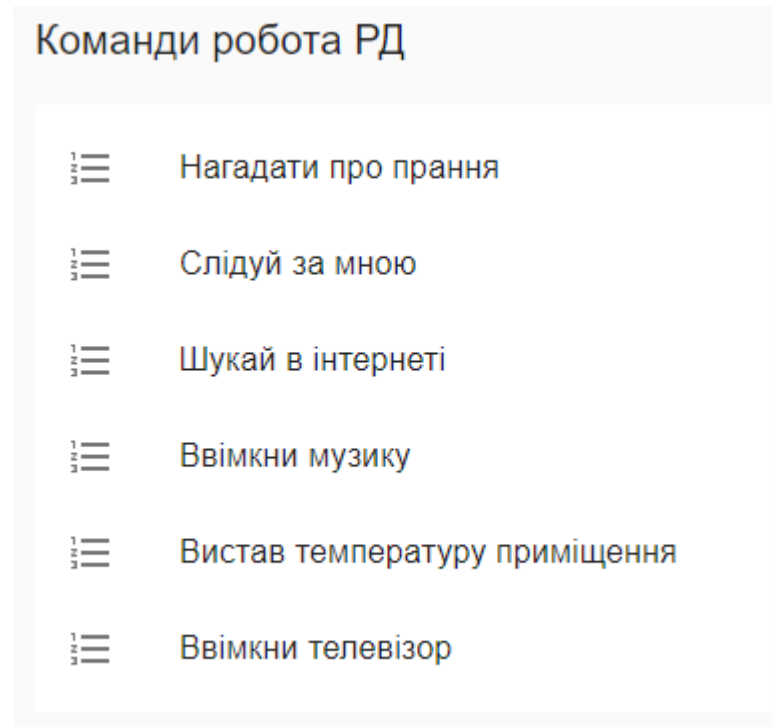 Команди робота РД
Нагадати про прання
Слідуй за мною
Шукай в інтернеті
Ввімкни музику
Вистав температуру приміщення
Ввімкни телевізор